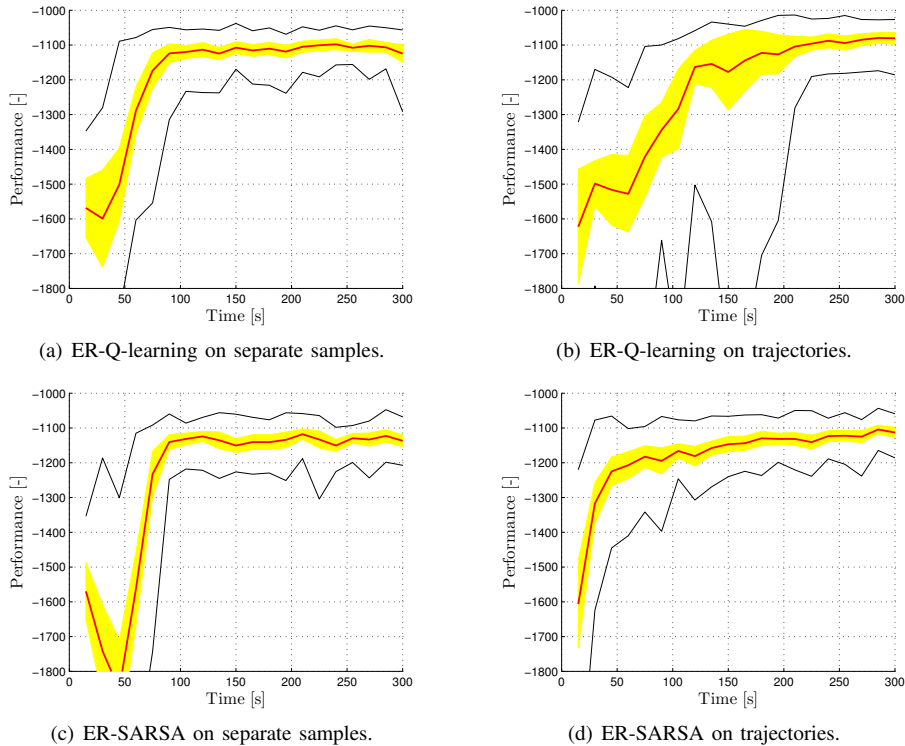 −1000
−1100
−1200
−1300
−1400
−1500
−1600
−1700
−1800
Performance [-]
0 50 100 150 200 250 300
Time [s]
(a) ER-Q-learning on separate samples.
−1000
−1100
−1200
−1300
−1400
−1500
−1600
−1700
−1800
Performance [-]
0 50 100 150 200 250 300
Time [s]
(b) ER-Q-learning on trajectories.
−1000
−1100
−1200
−1300
−1400
−1500
−1600
−1700
−1800
Performance [-]
0 50 100 150 200 250 300
Time [s]
(c) ER-SARSA on separate samples.
−1000
−1100
−1200
−1300
−1400
−1500
−1600
−1700
−1800
Performance [-]
0 50 100 150 200 250 300
Time [s]
(d) ER-SARSA on trajectories.